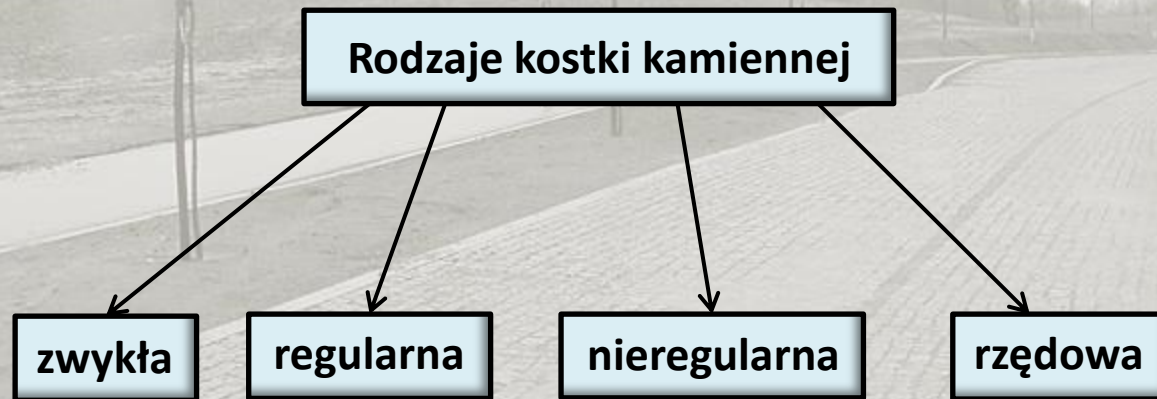 Rodzaje kostki kamiennej
zwykła
regularna
nieregularna
rzędowa